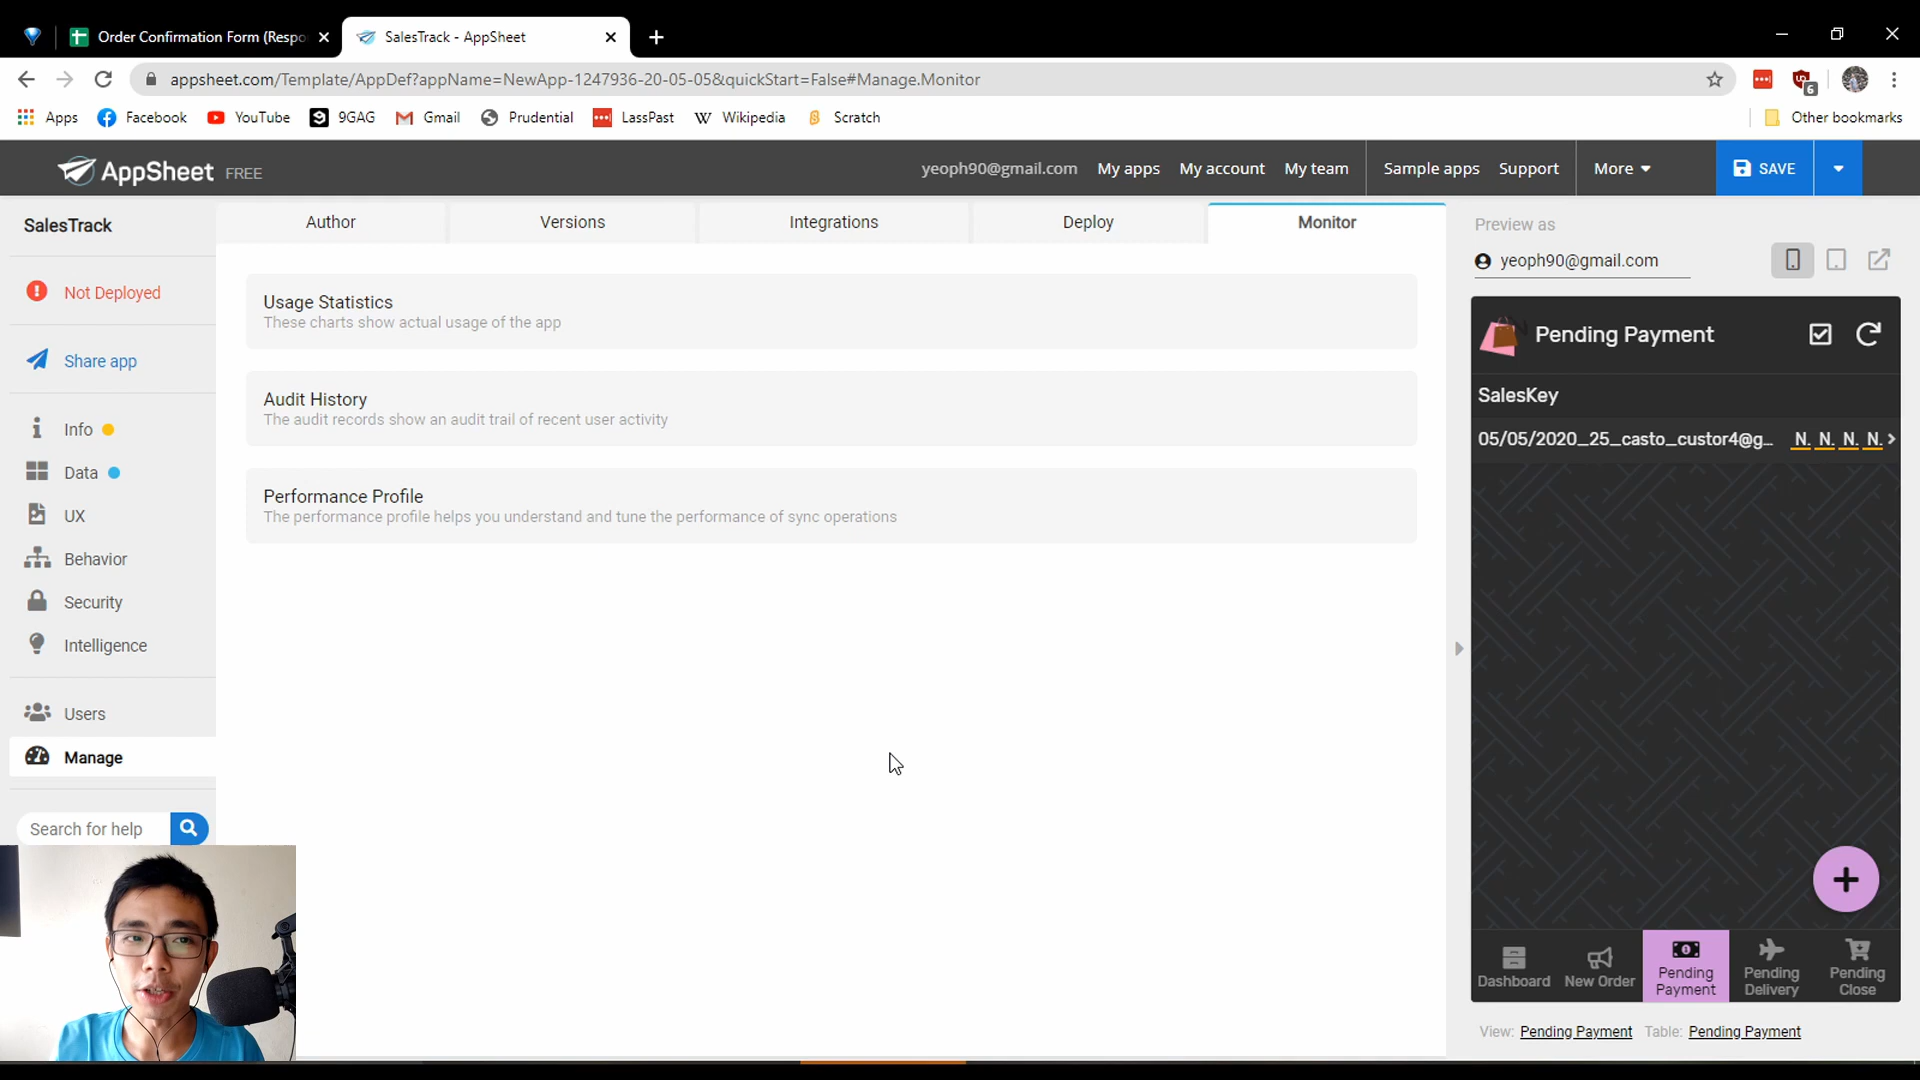 Order Confirmation Form (Respo
SalesTrack - AppSheet
appsheet.com/Template/AppDef?appName=NewApp-1247936-20-05-05&quickStart=False#Manage.Monitor
6
Apps
Facebook
YouTube
9GAG
Gmail
Prudential
LassPast
Wikipedia
Scratch
Other bookmarks
AppSheet FREE
yeoph90@gmail.com
My apps
My account
My team
Sample apps
Support
More
SAVE
SalesTrack
Author
Versions
Integrations
Deploy
Monitor
Not Deployed
Share app
Info
Data
UX
Behavior
Security
Intelligence
Users
Manage
Search for help
Usage Statistics
These charts show actual usage of the app
Audit History
The audit records show an audit trail of recent user activity
Performance Profile
The performance profile helps you understand and tune the performance of sync operations
Preview as
yeoph90@gmail.com
Pending Payment
SalesKey
05/05/2020_25_casto_custor4@g... N. N. N. N.
Dashboard
New Order
Pending Payment
Pending Delivery
Pending Close
View: Pending Payment Table: Pending Payment